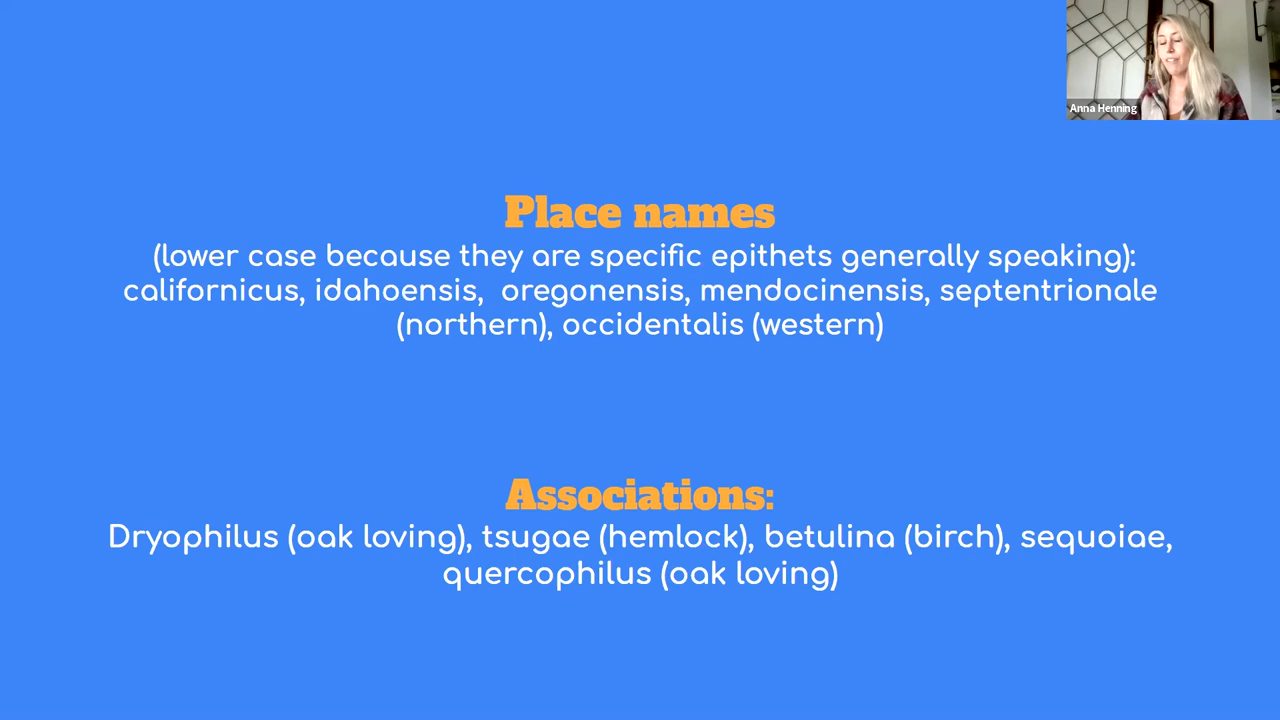 Anna Henning
Place names
(lower case because they are specific epithets generally speaking):
californicus, idahoensis,  oregonensis, mendocinensis, septentrionale
(northern), occidentalis (western)
Associations:
Dryophilus (oak loving), tsugae (hemlock), betulina (birch), sequoiae,
quercophilus (oak loving)